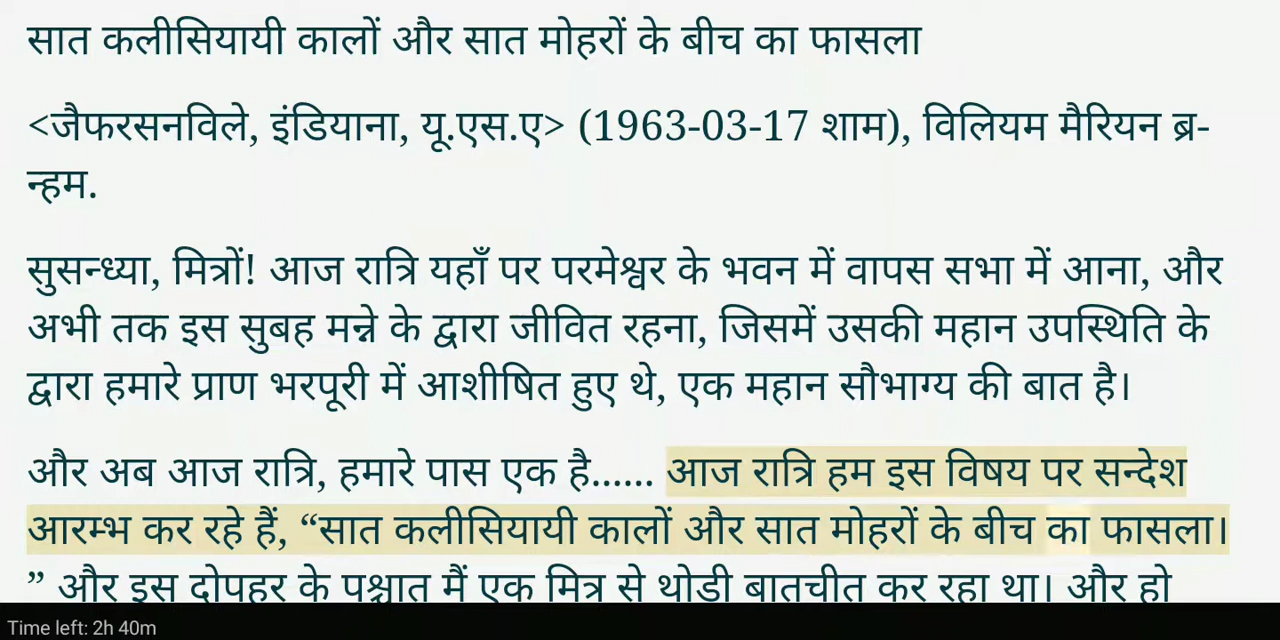 सात कलीसियायी कालों और सात मोहरों के बीच का फासला
<जैफरसनविले, इंडियाना, यू.एस.ए> (1963-03-17 शाम), विलियम मैरियन ब्र-
न्हम.
सुसन्ध्या, मित्रों! आज रात्रि यहाँ पर परमेश्वर के भवन में वापस सभा में आना, और
अभी तक इस सुबह मन्ने के द्वारा जीवित रहना, जिसमें उसकी महान उपस्थिति के
द्वारा हमारे प्राण भरपूरी में आशीषित हुए थे, एक महान सौभाग्य की बात है।
और अब आज रात्रि, हमारे पास एक है...... आज रात्रि हम इस विषय पर सन्देश
आरम्भ कर रहे हैं, “सात कलीसियायी कालों और सात मोहरों के बीच का फासला।
” और इस दोपहर के पश्चात मैं एक मित्र से थोडी बातचीत कर रहा था। और हो
Time left: 2h 40m